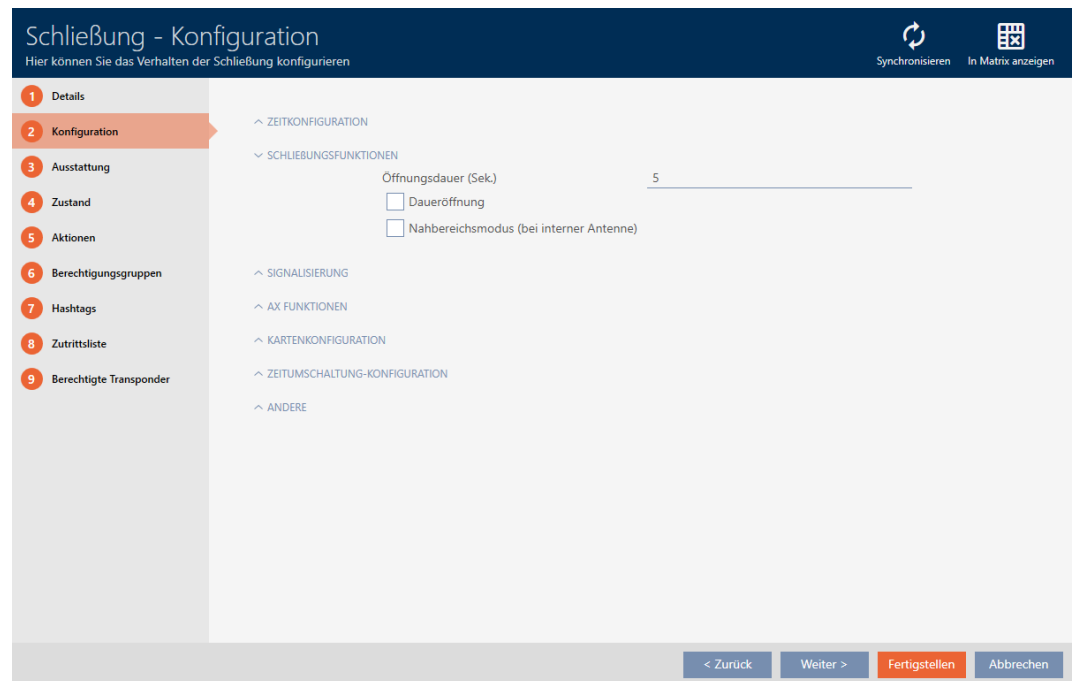 Schließung - Konfiguration
Hier können Sie das Verhalten der Schließung konfigurieren
Synchronisieren
In Matrix anzeigen
1 Details
2 Konfiguration
3 Ausstattung
4 Zustand
5 Aktionen
6 Berechtigungsgruppen
7 Hashtags
8 Zutrittsliste
9 Berechtigte Transponder
ZEITKONFIGURATION
SCHLIEßUNGSFUNKTIONEN
Öffnungsdauer (Sek.) 5
Daueröffnung
Nahbereichsmodus (bei interner Antenne)
SIGNALISIERUNG
AX FUNKTIONEN
KARTENKONFIGURATION
ZEITUMSCHALTUNG-KONFIGURATION
ANDERE
< Zurück
Weiter >
Fertigstellen
Abbrechen